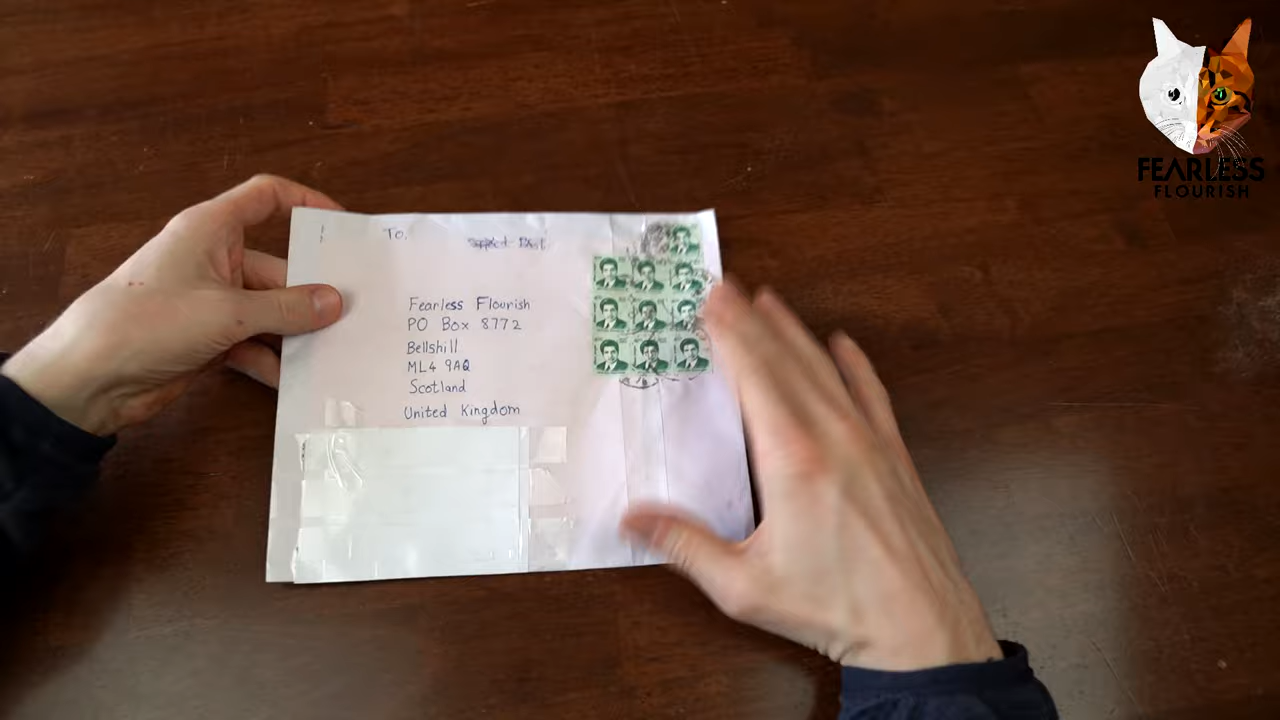 FEARLESS
FLOURISH
To,
Fearless Flourish
PO Box 8772
Bellshill
ML4 9AQ
Scotland
United Kingdom